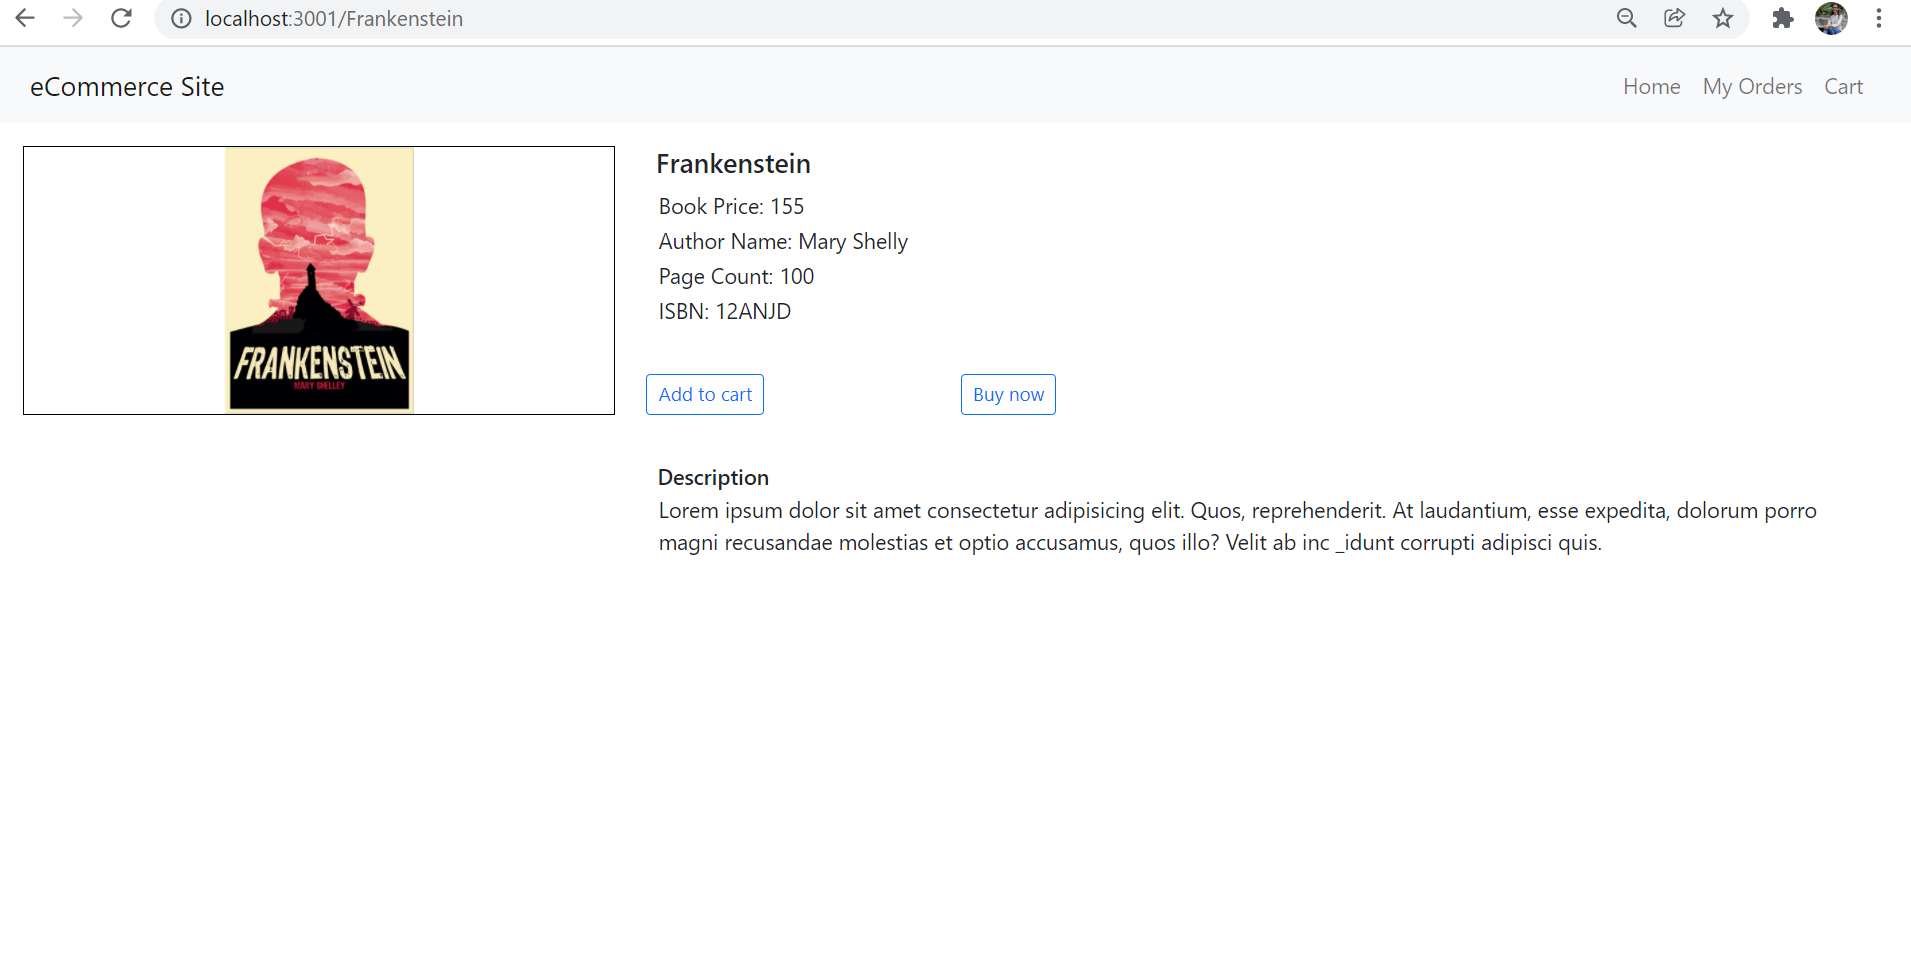 localhost:3001/Frankenstein
eCommerce Site
Home My Orders Cart
FRANKENSTEIN
MARY SHELLEY
Frankenstein
Book Price: 155
Author Name: Mary Shelly
Page Count: 100
ISBN: 12ANJD
Add to cart Buy now
Description
Lorem ipsum dolor sit amet consectetur adipisicing elit. Quos, reprehenderit. At laudantium, esse expedita, dolorum porro
magni recusandae molestias et optio accusamus, quos illo? Velit ab inc _idunt corrupti adipisci quis.